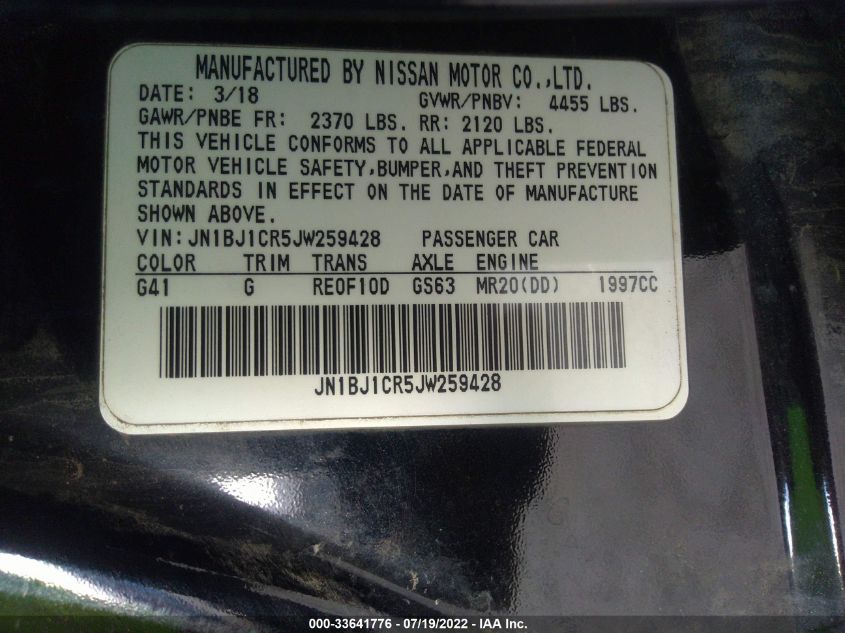 MANUFACTURED BY NISSAN MOTOR CO.,LTD.
DATE: 3/18 GVWR/PNBV: 4455 LBS.
GAWR/PNBE FR: 2370 LBS. RR: 2120 LBS.
THIS VEHICLE CONFORMS TO ALL APPLICABLE FEDERAL
MOTOR VEHICLE SAFETY,BUMPER,AND THEFT PREVENTION
STANDARDS IN EFFECT ON THE DATE OF MANUFACTURE
SHOWN ABOVE.
VIN:JN1BJ1CR5JW259428 PASSENGER CAR
COLOR TRIM TRANS AXLE ENGINE
G41 G RE0F10D GS63 MR20(DD) 1997CC
JN1BJ1CR5JW259428
000-33641776 - 07/19/2022 - IAA Inc.